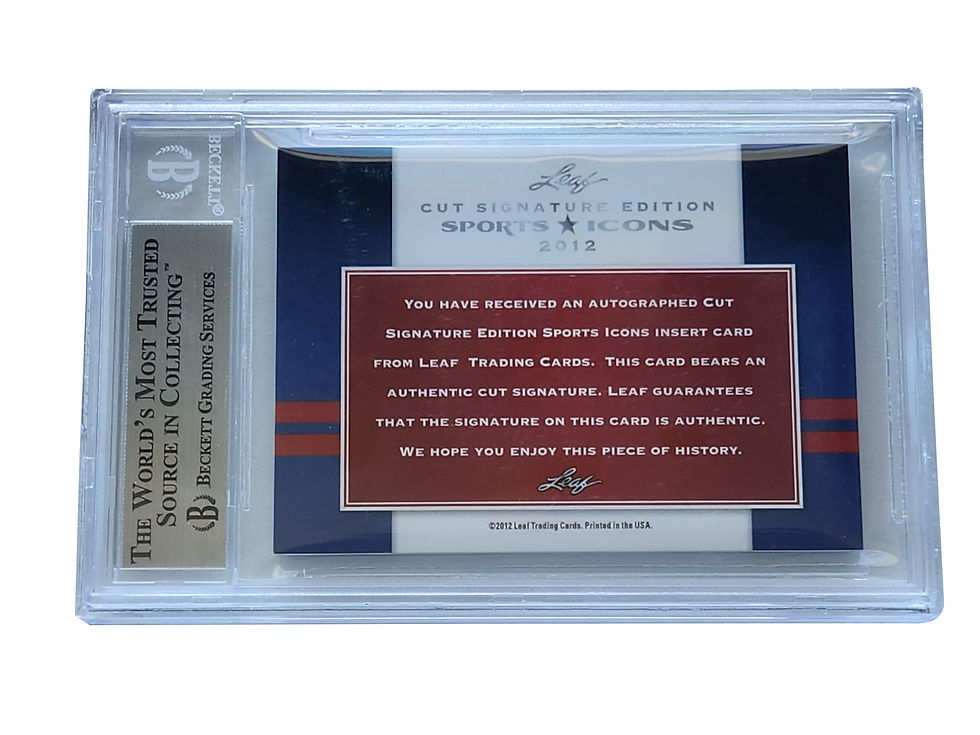 B
BECKETT®
THE WORLD'S MOST TRUSTED
SOURCE IN COLLECTING™
B BECKETT GRADING SERVICES
Leaf
CUT SIGNATURE EDITION
SPORTS ★ ICONS
2012
YOU HAVE RECEIVED AN AUTOGRAPHED CUT
SIGNATURE EDITION SPORTS ICONS INSERT CARD
FROM LEAF TRADING CARDS. THIS CARD BEARS AN
AUTHENTIC CUT SIGNATURE. LEAF GUARANTEES
THAT THE SIGNATURE ON THIS CARD IS AUTHENTIC.
WE HOPE YOU ENJOY THIS PIECE OF HISTORY.
Leaf
©2012 Leaf Trading Cards. Printed in the USA.